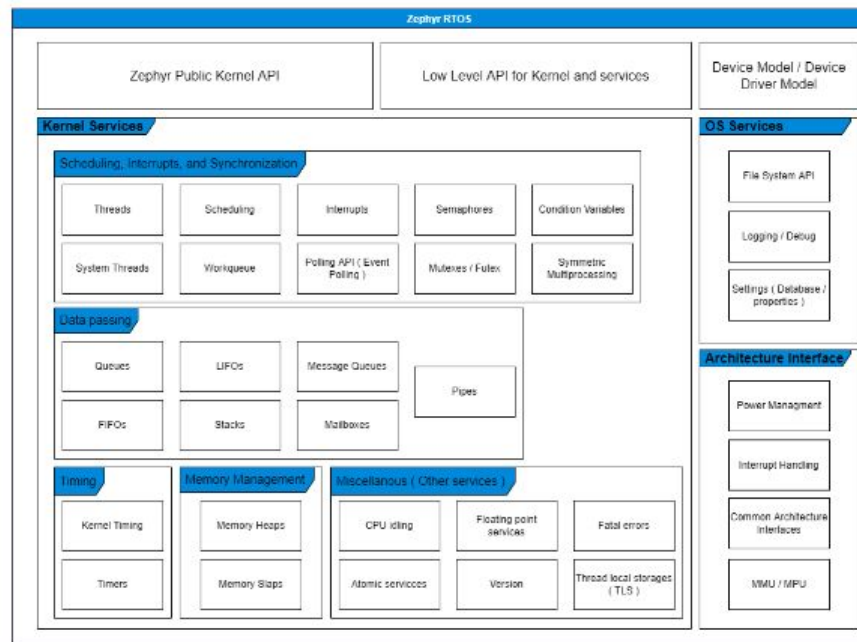 Zephyr RTOS
Zephyr Public Kernel API
Low Level API for Kernel and services
Device Model / Device
Driver Model
Kernel Services
Scheduling, Interrupts, and Synchronization
Threads
Scheduling
Interrupts
Semaphores
Condition Variables
System Threads
Workqueue
Polling API ( Event
Polling )
Mutexes / Futex
Symmetric
Multiprocessing
Data passing
Queues
LIFOs
Message Queues
Pipes
FIFOs
Stacks
Mailboxes
Timing
Kernel Timing
Timers
Memory Management
Memory Heaps
Memory Slaps
Miscellanous ( Other services )
CPU idling
Floating point
services
Fatal errors
Atomic servicces
Version
Thread local storages
( TLS )
OS Services
File System API
Logging / Debug
Settings ( Database /
properties )
Architecture Interface
Power Managment
Interrupt Handling
Common Architecture
Interfaces
MMU / MPU